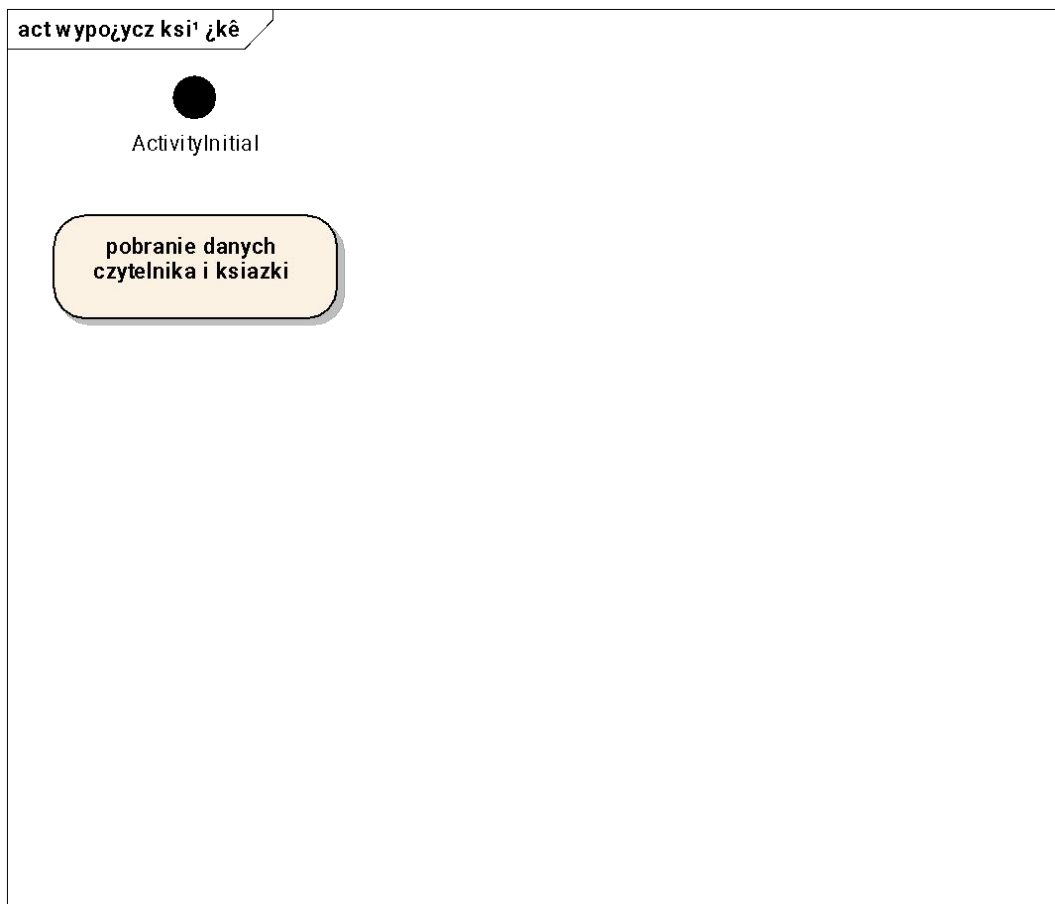 act wypo¿ycz ksi¹ ¿kê
ActivityInitial
pobranie danych
czytelnika i ksiazki